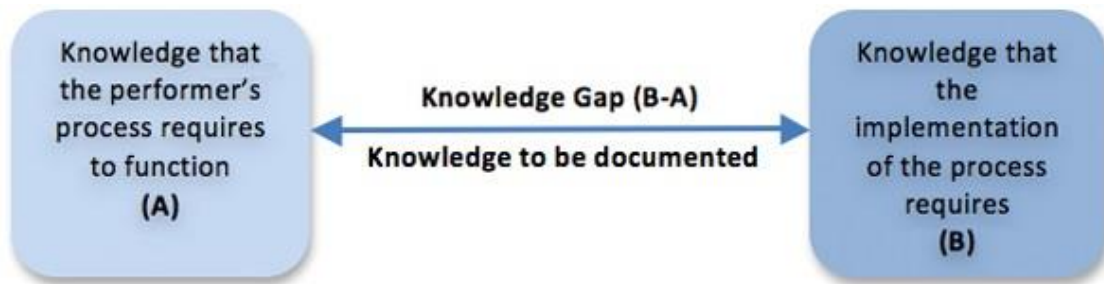 Knowledge that
the performer’s
process requires
to function
(A)
Knowledge Gap (B-A)
Knowledge to be documented
Knowledge that
the
implementation
of the process
requires
(B)